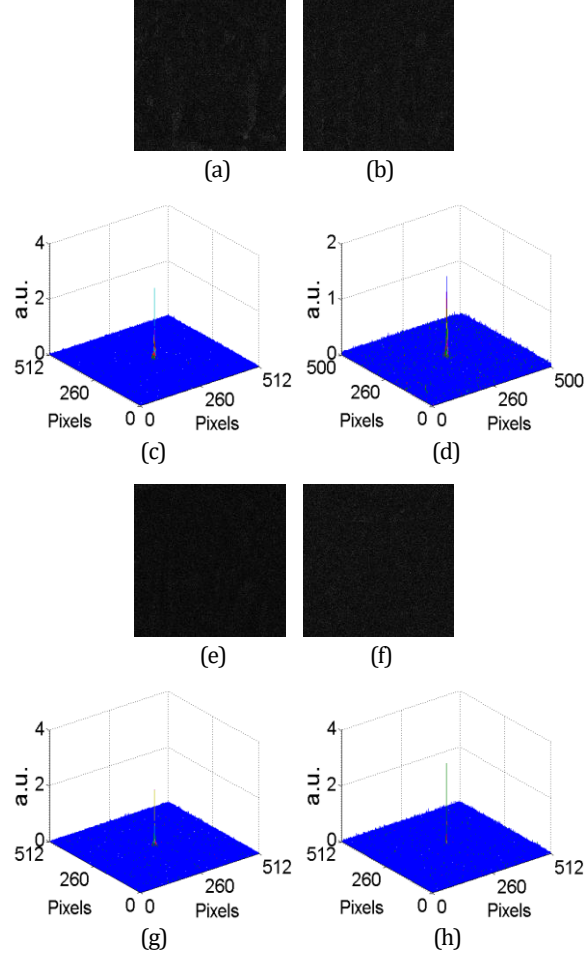 (a) (b)
4 2
a.u. 2 a.u. 1
0 0
512 512 500 500
260 260 260 260
Pixels 0 0 Pixels Pixels 0 0 Pixels
(c) (d)
(e) (f)
4 4
a.u. 2 a.u. 2
0 0
512 512 512 512
260 260 260 260
Pixels 0 0 Pixels Pixels 0 0 Pixels
(g) (h)